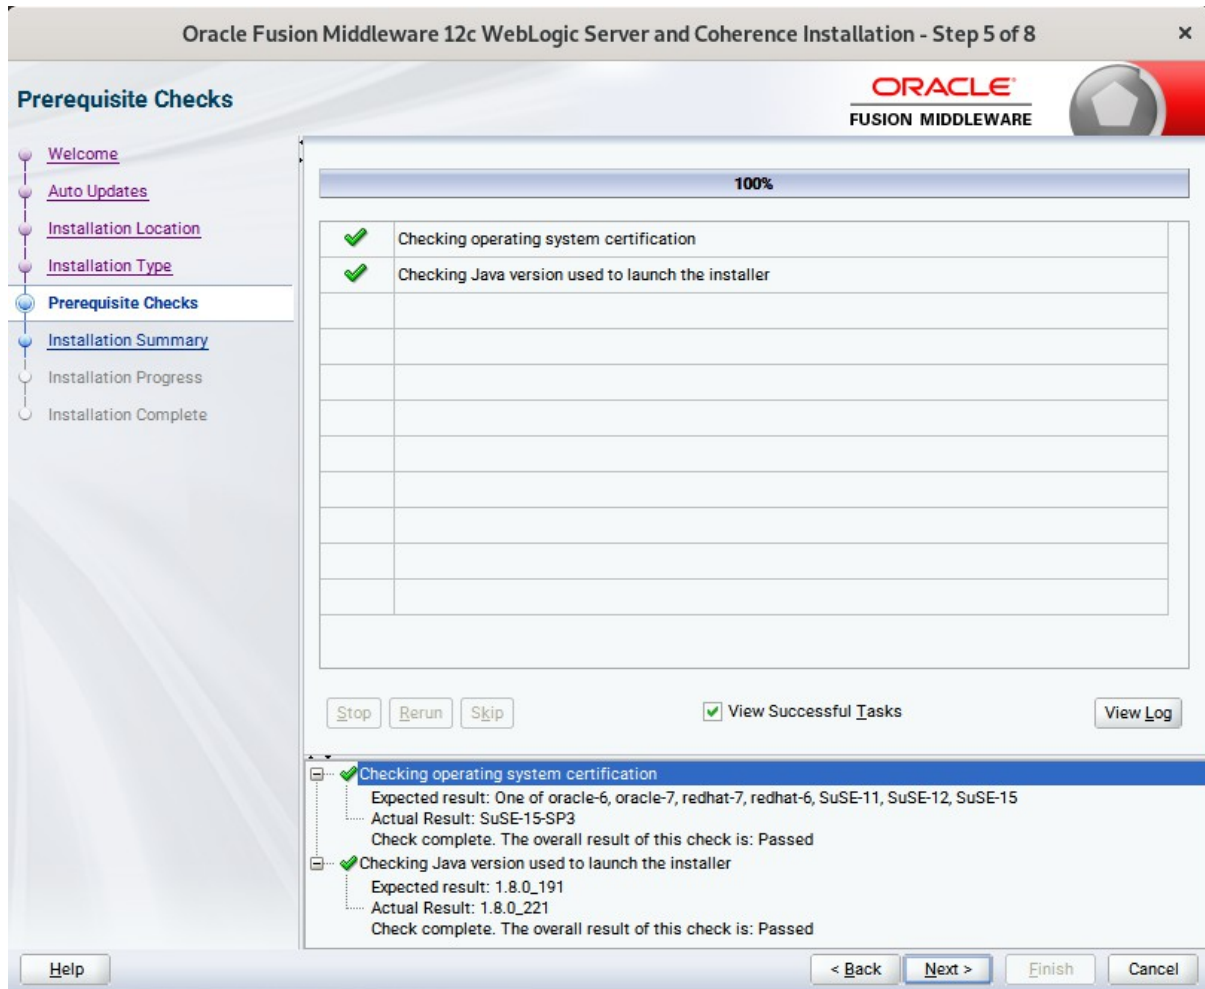 Oracle Fusion Middleware 12c WebLogic Server and Coherence Installation - Step 5 of 8
Prerequisite Checks
ORACLE
FUSION MIDDLEWARE
Welcome
Auto Updates
Installation Location
Installation Type
Prerequisite Checks
Installation Summary
Installation Progress
Installation Complete
100%
Checking operating system certification
Checking Java version used to launch the installer
Stop Rerun Skip View Successful Tasks View Log
Checking operating system certification
Expected result: One of oracle-6, oracle-7, redhat-7, redhat-6, SuSE-11, SuSE-12, SuSE-15
Actual Result: SuSE-15-SP3
Check complete. The overall result of this check is: Passed
Checking Java version used to launch the installer
Expected result: 1.8.0_191
Actual Result: 1.8.0_221
Check complete. The overall result of this check is: Passed
Help < Back Next > Finish Cancel